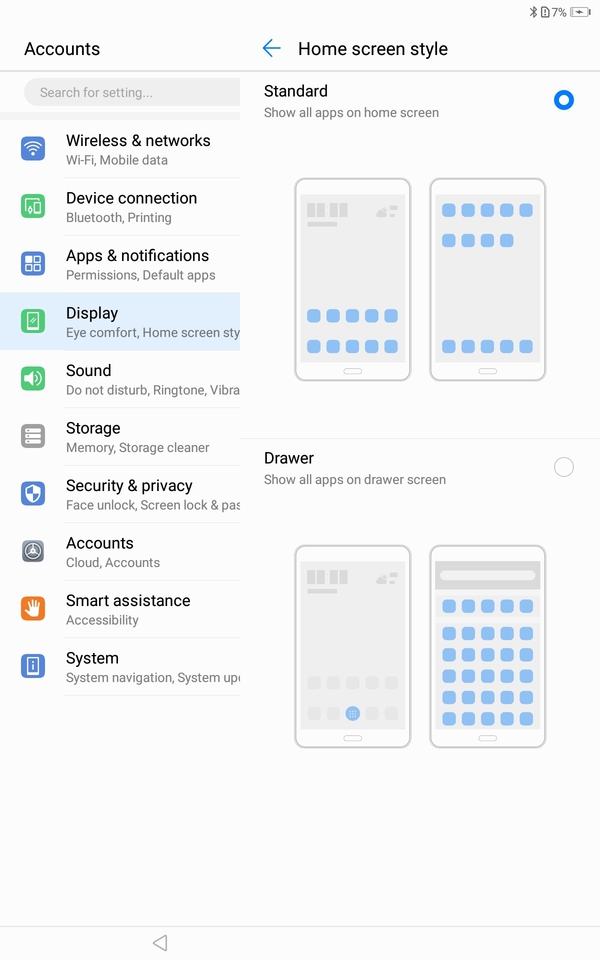 7%
Accounts
Home screen style
Search for setting...
Wireless & networks
Wi-Fi, Mobile data
Device connection
Bluetooth, Printing
Apps & notifications
Permissions, Default apps
Display
Eye comfort, Home screen sty
Sound
Do not disturb, Ringtone, Vibra
Storage
Memory, Storage cleaner
Security & privacy
Face unlock, Screen lock & pas
Accounts
Cloud, Accounts
Smart assistance
Accessibility
System
System navigation, System upd
Standard
Show all apps on home screen
Drawer
Show all apps on drawer screen